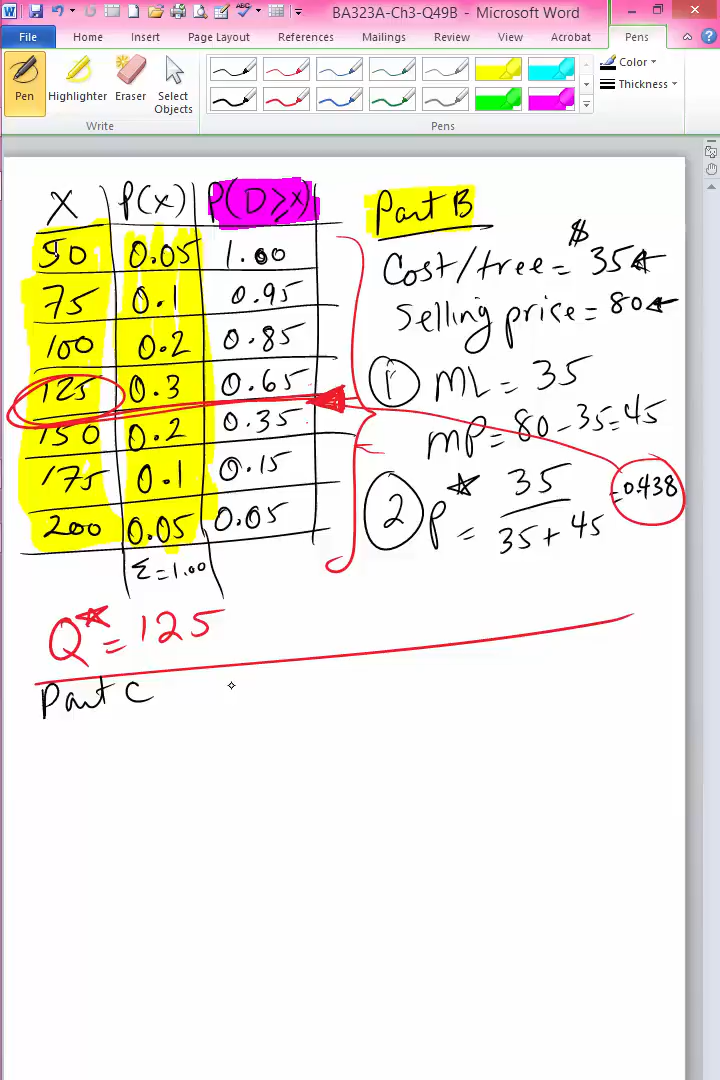 BA323A-Ch3-Q49B - Microsoft Word
File Home Insert Page Layout References Mailings Review View Acrobat Pens
Pen Highlighter Eraser Select Objects
Color
Thickness
Write Pens
X P(X) P(D≥X)
50 0.05 1.00
75 0.1 0.95
100 0.2 0.85
125 0.3 0.65
150 0.2 0.35
175 0.1 0.15
200 0.05 0.05
Σ=1.00
Q*=125
Part B
Cost/tree = $35
Selling price = 80
1 ML = 35
MP = 80-35=45
2 P* = 35/(35+45) =0.438
Part C